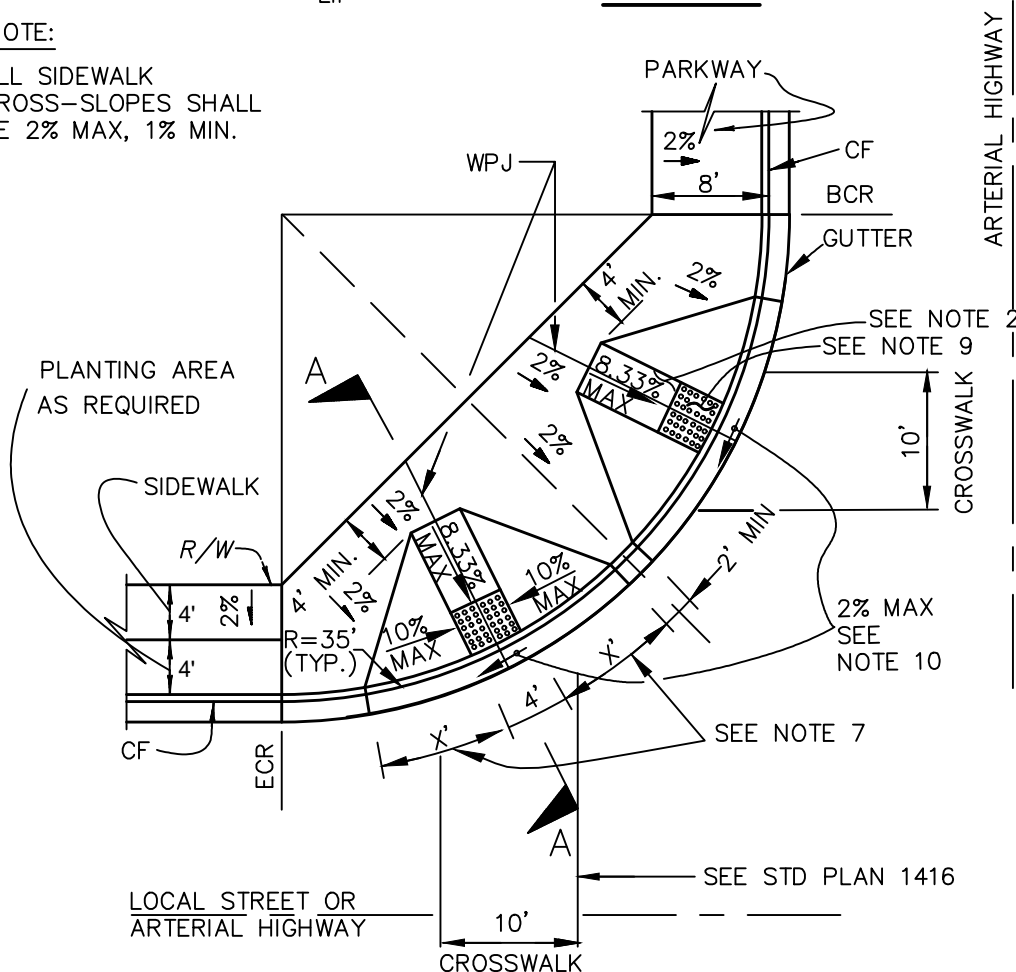 OTE:
LL SIDEWALK
ROSS-SLOPES SHALL
E 2% MAX, 1% MIN.
PARKWAY
ARTERIAL HIGHWAY
2%
CF
WPJ
8'
BCR
GUTTER
4'
MIN.
2%
SEE NOTE 2
SEE NOTE 9
PLANTING AREA
AS REQUIRED
A
2%
8.33%
MAX
10'
CROSSWALK
2%
SIDEWALK
2%
8.33%
MAX
R/W
4' MIN.
2%
10%
MAX
2' MIN
4'
2%
4'
R=35'
(TYP.)
10%
MAX
2% MAX
SEE
NOTE 10
X'
4'
X'
SEE NOTE 7
CF
ECR
A
SEE STD PLAN 1416
LOCAL STREET OR
ARTERIAL HIGHWAY
10'
CROSSWALK